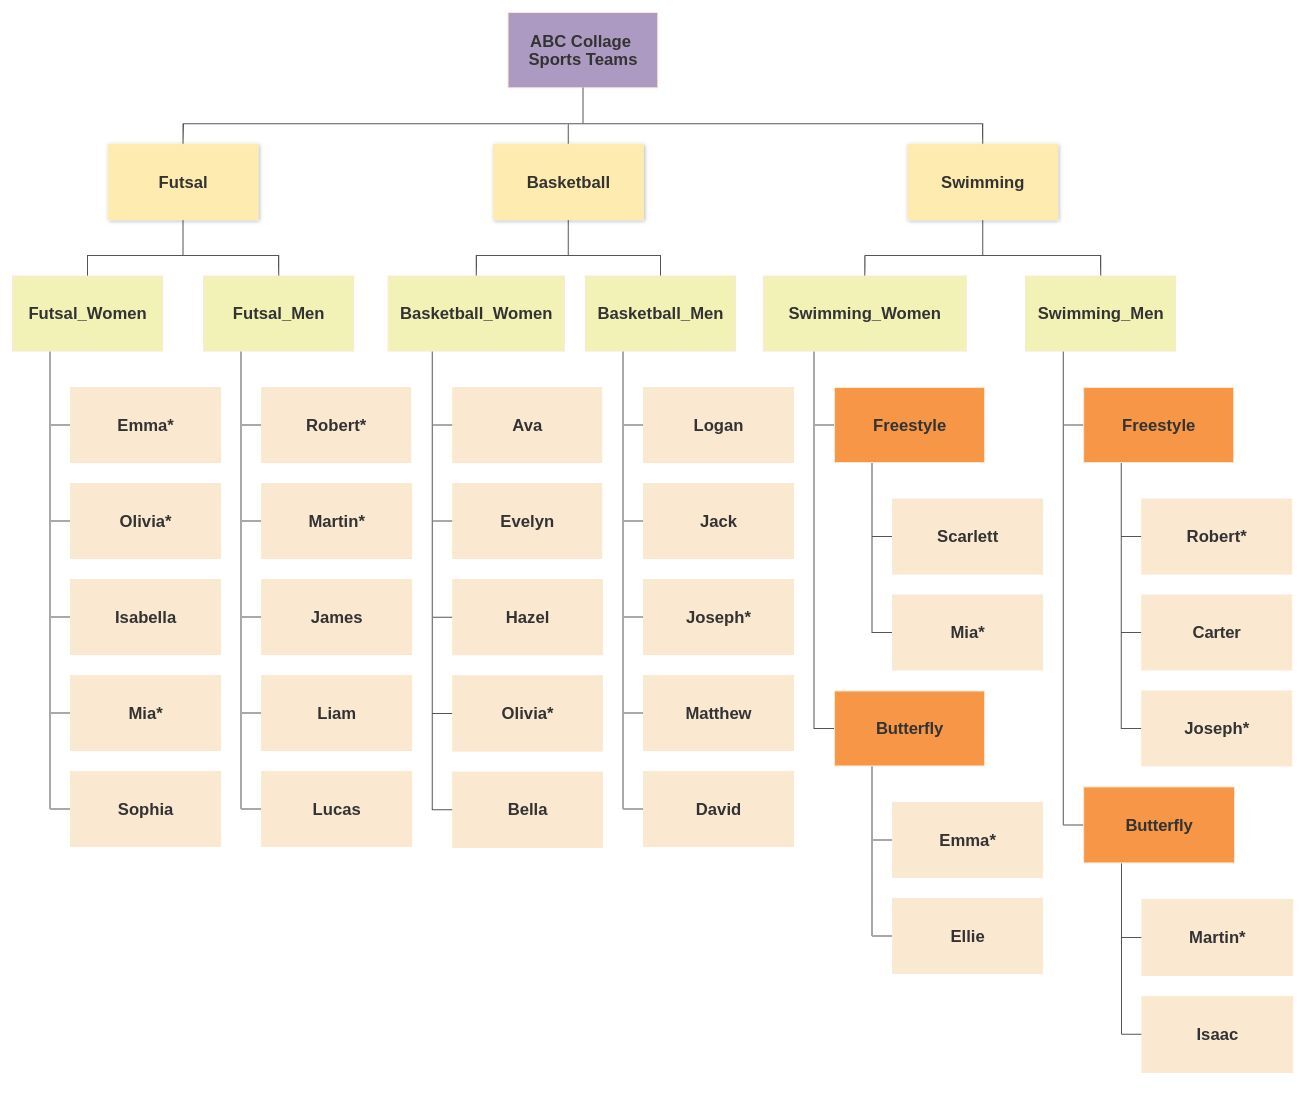 ABC Collage
Sports Teams
Futsal
Basketball
Swimming
Futsal_Women
Futsal_Men
Basketball_Women
Basketball_Men
Swimming_Women
Swimming_Men
Emma*
Olivia*
Isabella
Mia*
Sophia
Robert*
Martin*
James
Liam
Lucas
Ava
Evelyn
Hazel
Olivia*
Bella
Logan
Jack
Joseph*
Matthew
David
Freestyle
Scarlett
Mia*
Butterfly
Emma*
Ellie
Freestyle
Robert*
Carter
Joseph*
Butterfly
Martin*
Isaac